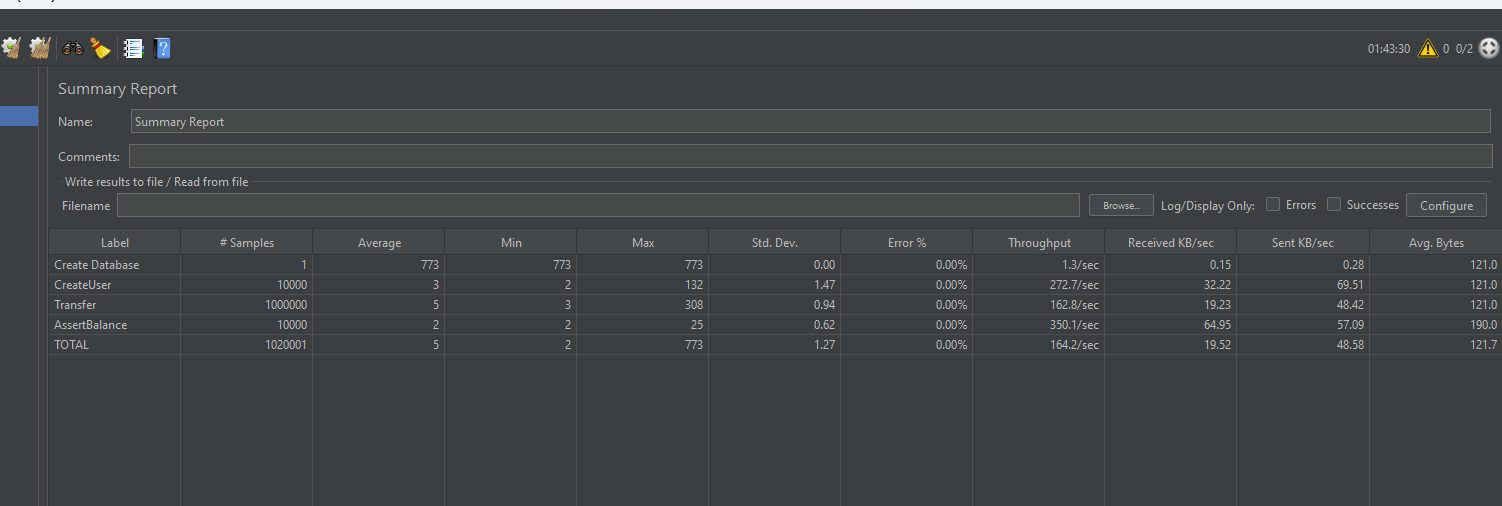 01:43:30 0 0/2
Summary Report
Name: Summary Report
Comments:
Write results to file / Read from file
Filename Browse... Log/Display Only: Errors Successes Configure
Label # Samples Average Min Max Std. Dev. Error % Throughput Received KB/sec Sent KB/sec Avg. Bytes
Create Database 1 773 773 773 0.00 0.00% 1.3/sec 0.15 0.28 121.0
CreateUser 10000 3 2 132 1.47 0.00% 272.7/sec 32.22 69.51 121.0
Transfer 1000000 5 3 308 0.94 0.00% 162.8/sec 19.23 48.42 121.0
AssertBalance 10000 2 2 25 0.62 0.00% 350.1/sec 64.95 57.09 190.0
TOTAL 1020001 5 2 773 1.27 0.00% 164.2/sec 19.52 48.58 121.7